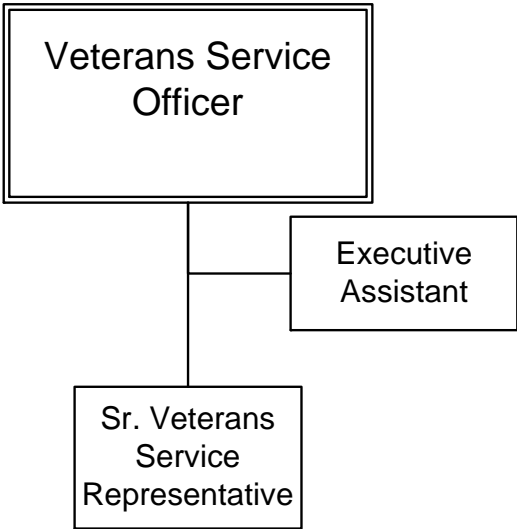 Veterans Service
Officer
Executive
Assistant
Sr. Veterans
Service
Representative